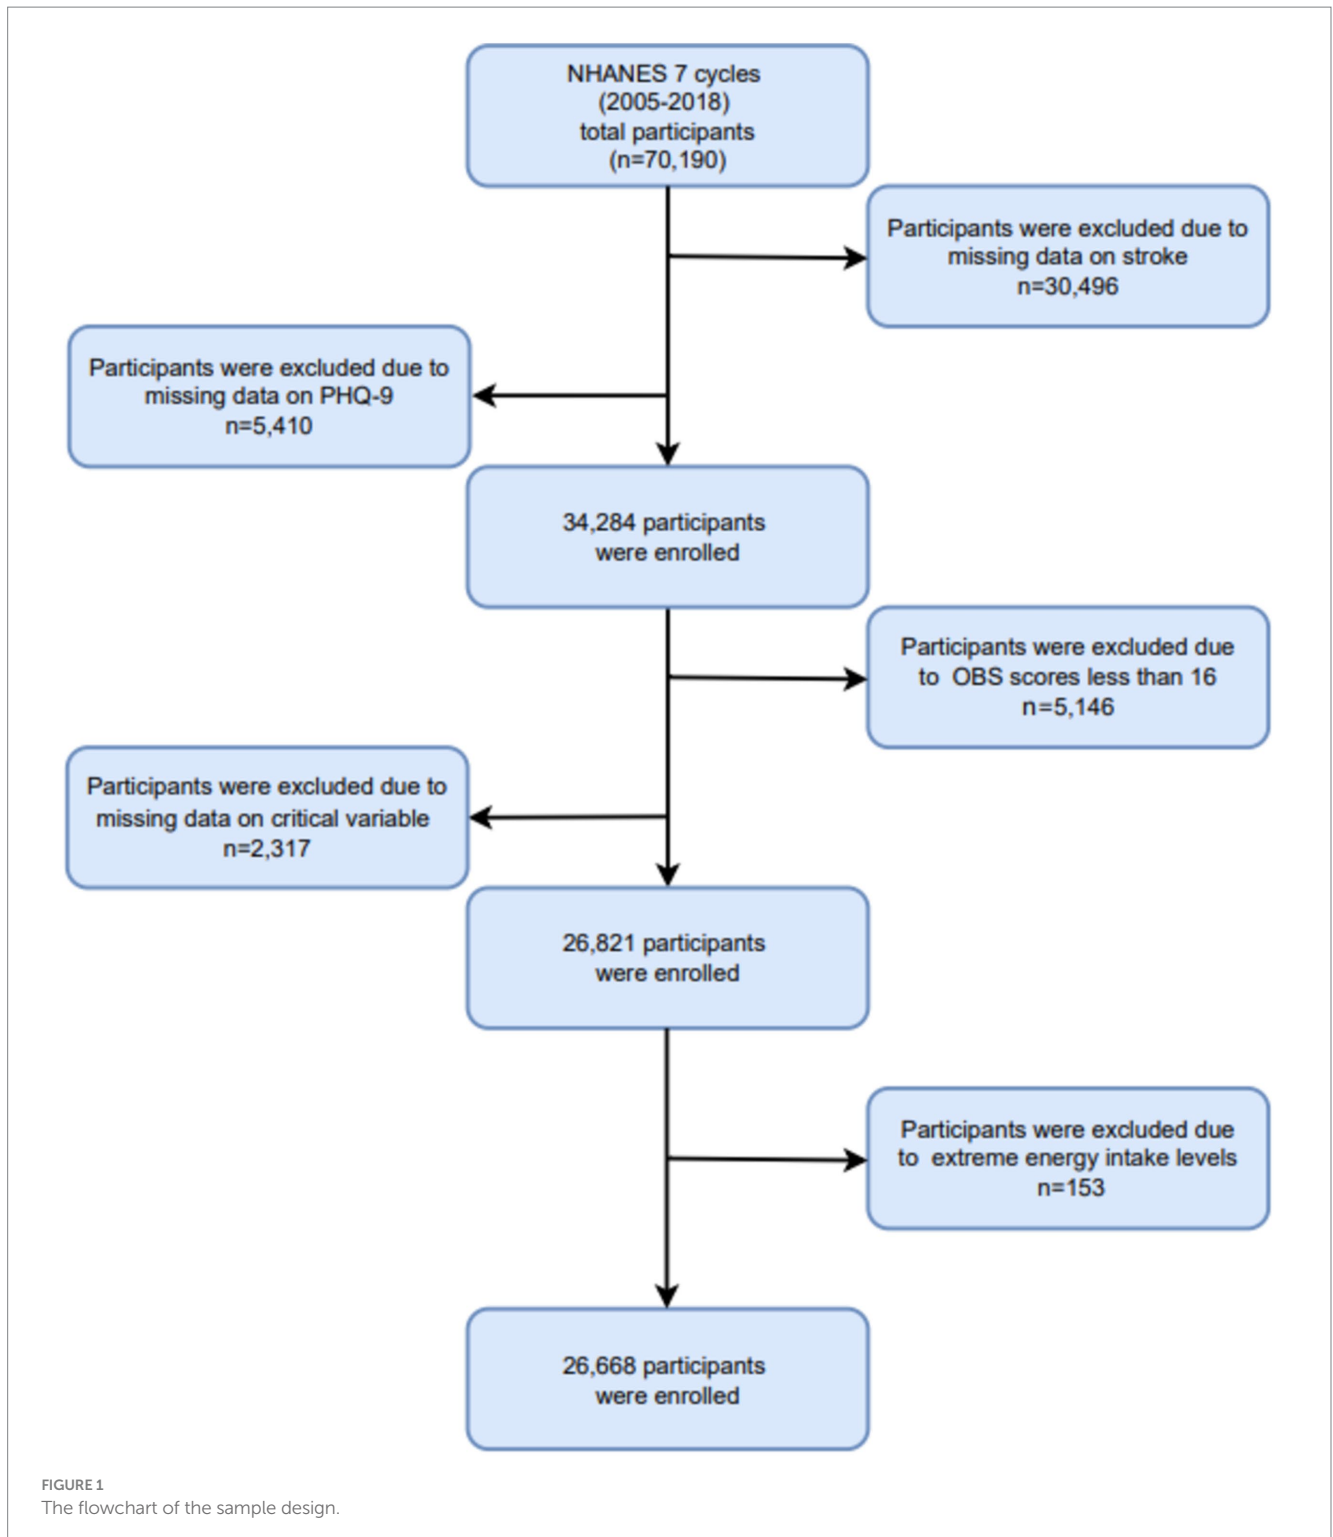 NHANES 7 cycles
(2005-2018)
total participants
(n=70,190)
Participants were excluded due to
missing data on stroke
n=30,496
Participants were excluded due to
missing data on PHQ-9
n=5,410
34,284 participants
were enrolled
Participants were excluded due
to OBS scores less than 16
n=5,146
Participants were excluded due to
missing data on critical variable
n=2,317
26,821 participants
were enrolled
Participants were excluded due
to extreme energy intake levels
n=153
26,668 participants
were enrolled
FIGURE 1
The flowchart of the sample design.